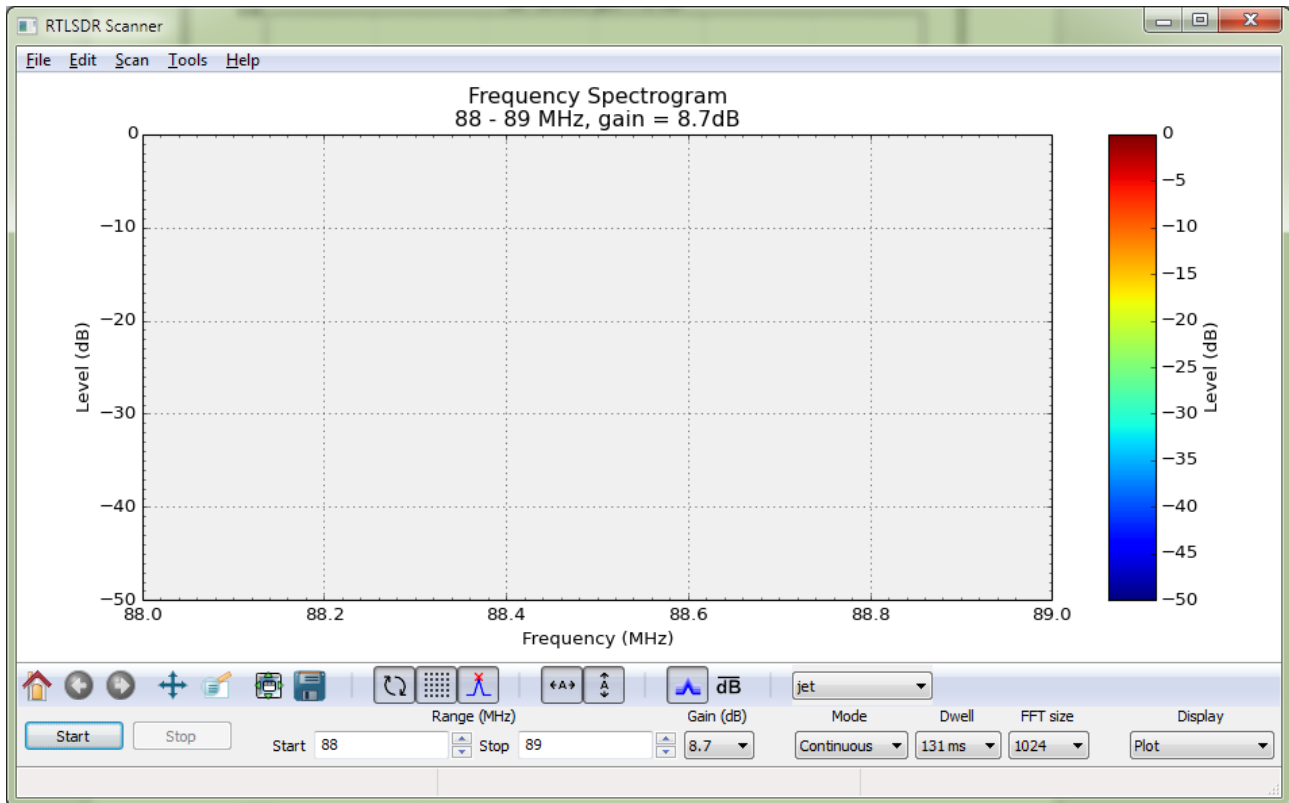 RTLSDR Scanner
File Edit Scan Tools Help
Frequency Spectrogram
88 - 89 MHz, gain = 8.7dB
0
−10
−20
−30
−40
−50
Level (dB)
88.0 88.2 88.4 88.6 88.8 89.0
Frequency (MHz)
0
−5
−10
−15
−20
−25
−30
−35
−40
−45
−50
Level (dB)
A A dB jet
Range (MHz) Gain (dB) Mode Dwell FFT size Display
Start Stop Start 88 Stop 89 8.7 Continuous 131 ms 1024 Plot